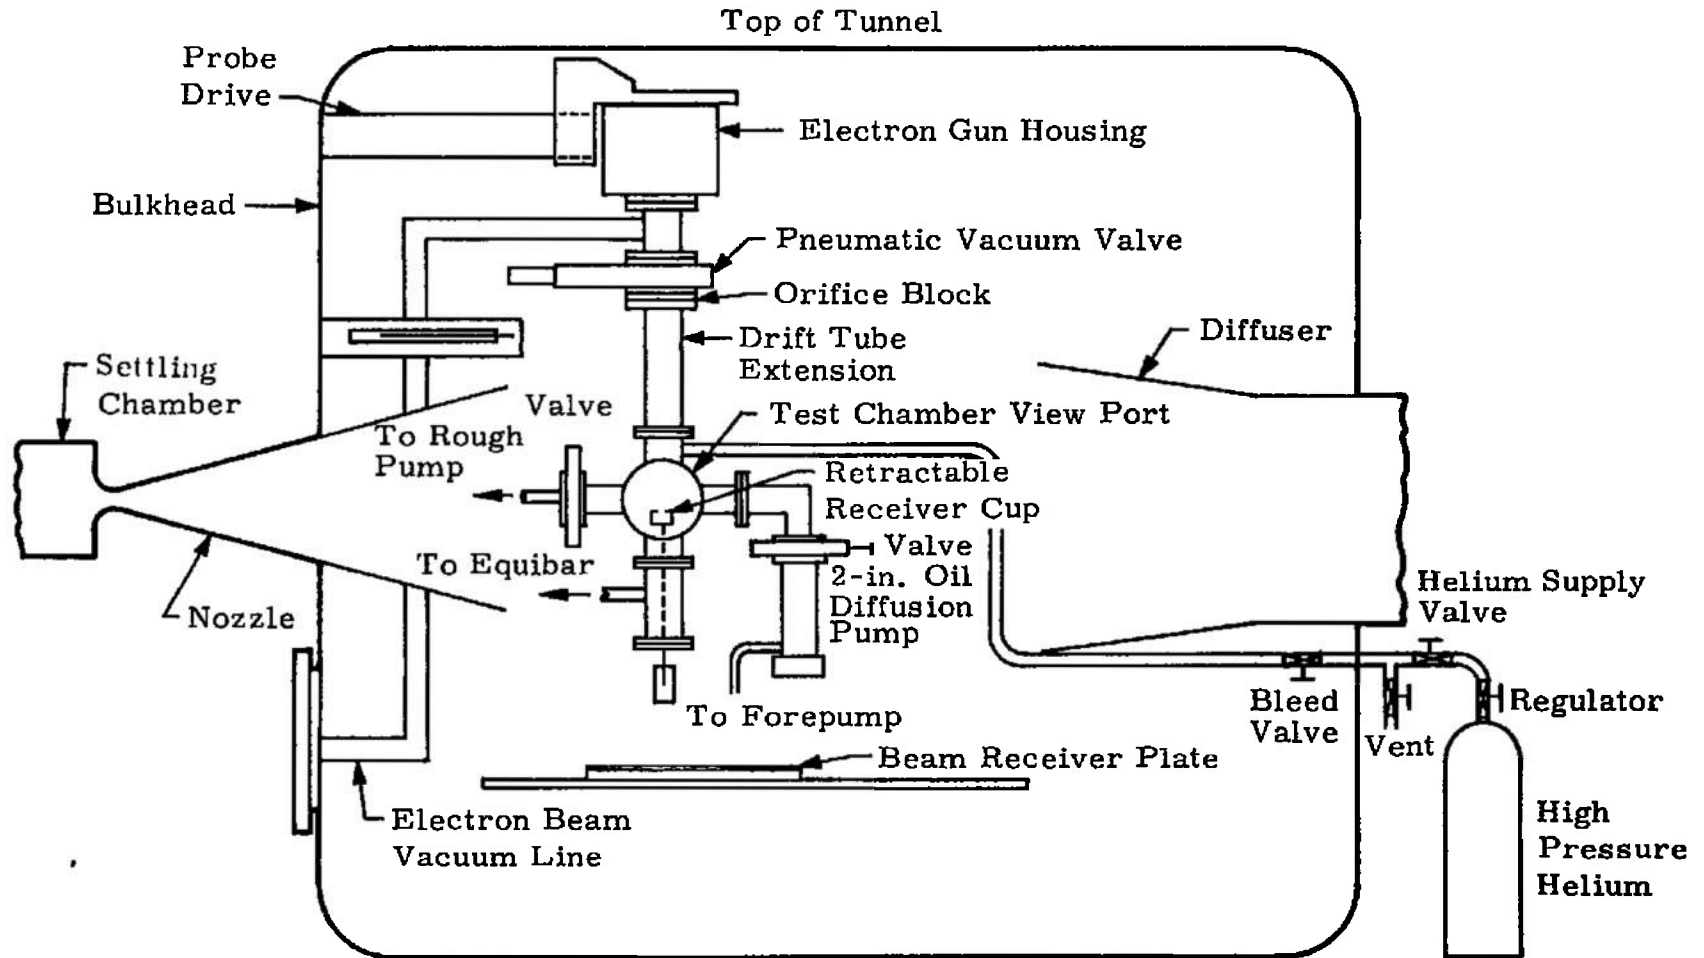 Top of Tunnel
Probe
Drive
Electron Gun Housing
Bulkhead
Pneumatic Vacuum Valve
Orifice Block
Drift Tube
Extension
Diffuser
Settling
Chamber
Valve
Test Chamber View Port
To Rough
Pump
Retractable
Receiver Cup
Valve
To Equibar
2-in. Oil
Diffusion
Pump
Helium Supply
Valve
Nozzle
To Forepump
Bleed
Valve
Vent
Regulator
Beam Receiver Plate
Electron Beam
Vacuum Line
High
Pressure
Helium